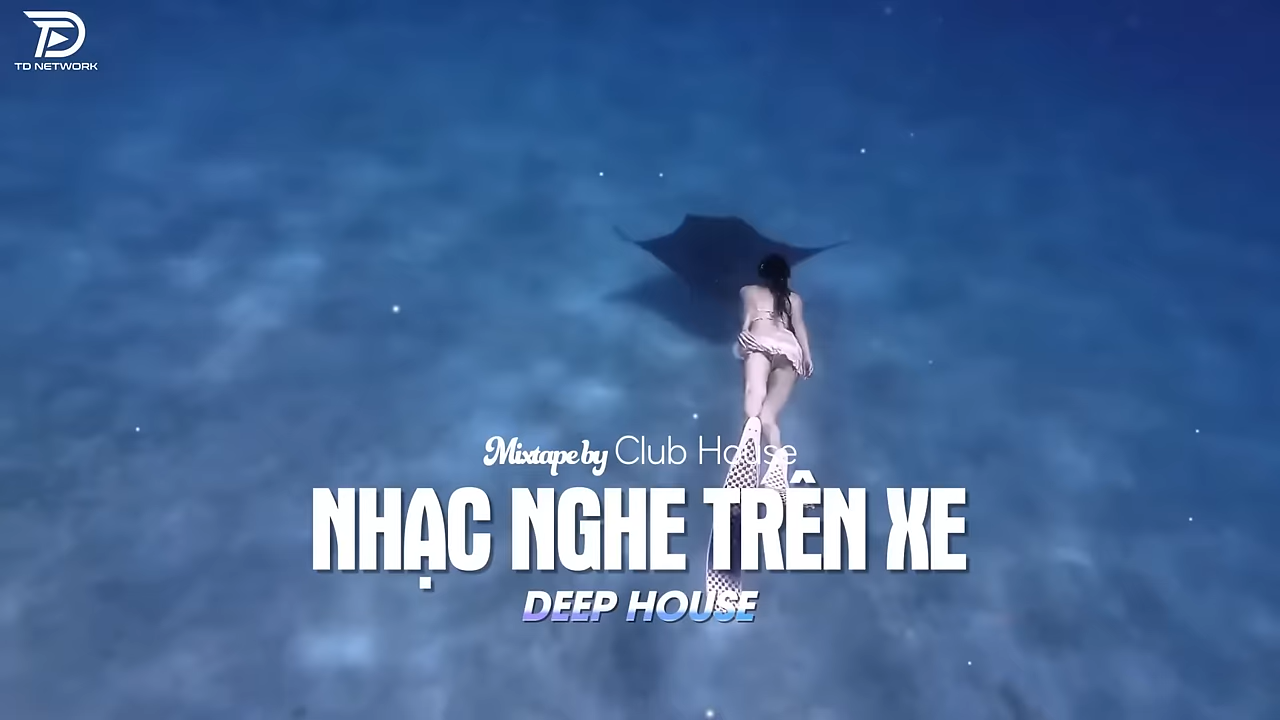 TD NETWORK
Mixtape by Club House
NHẠC NGHE TRÊN XE
DEEP HOUSE